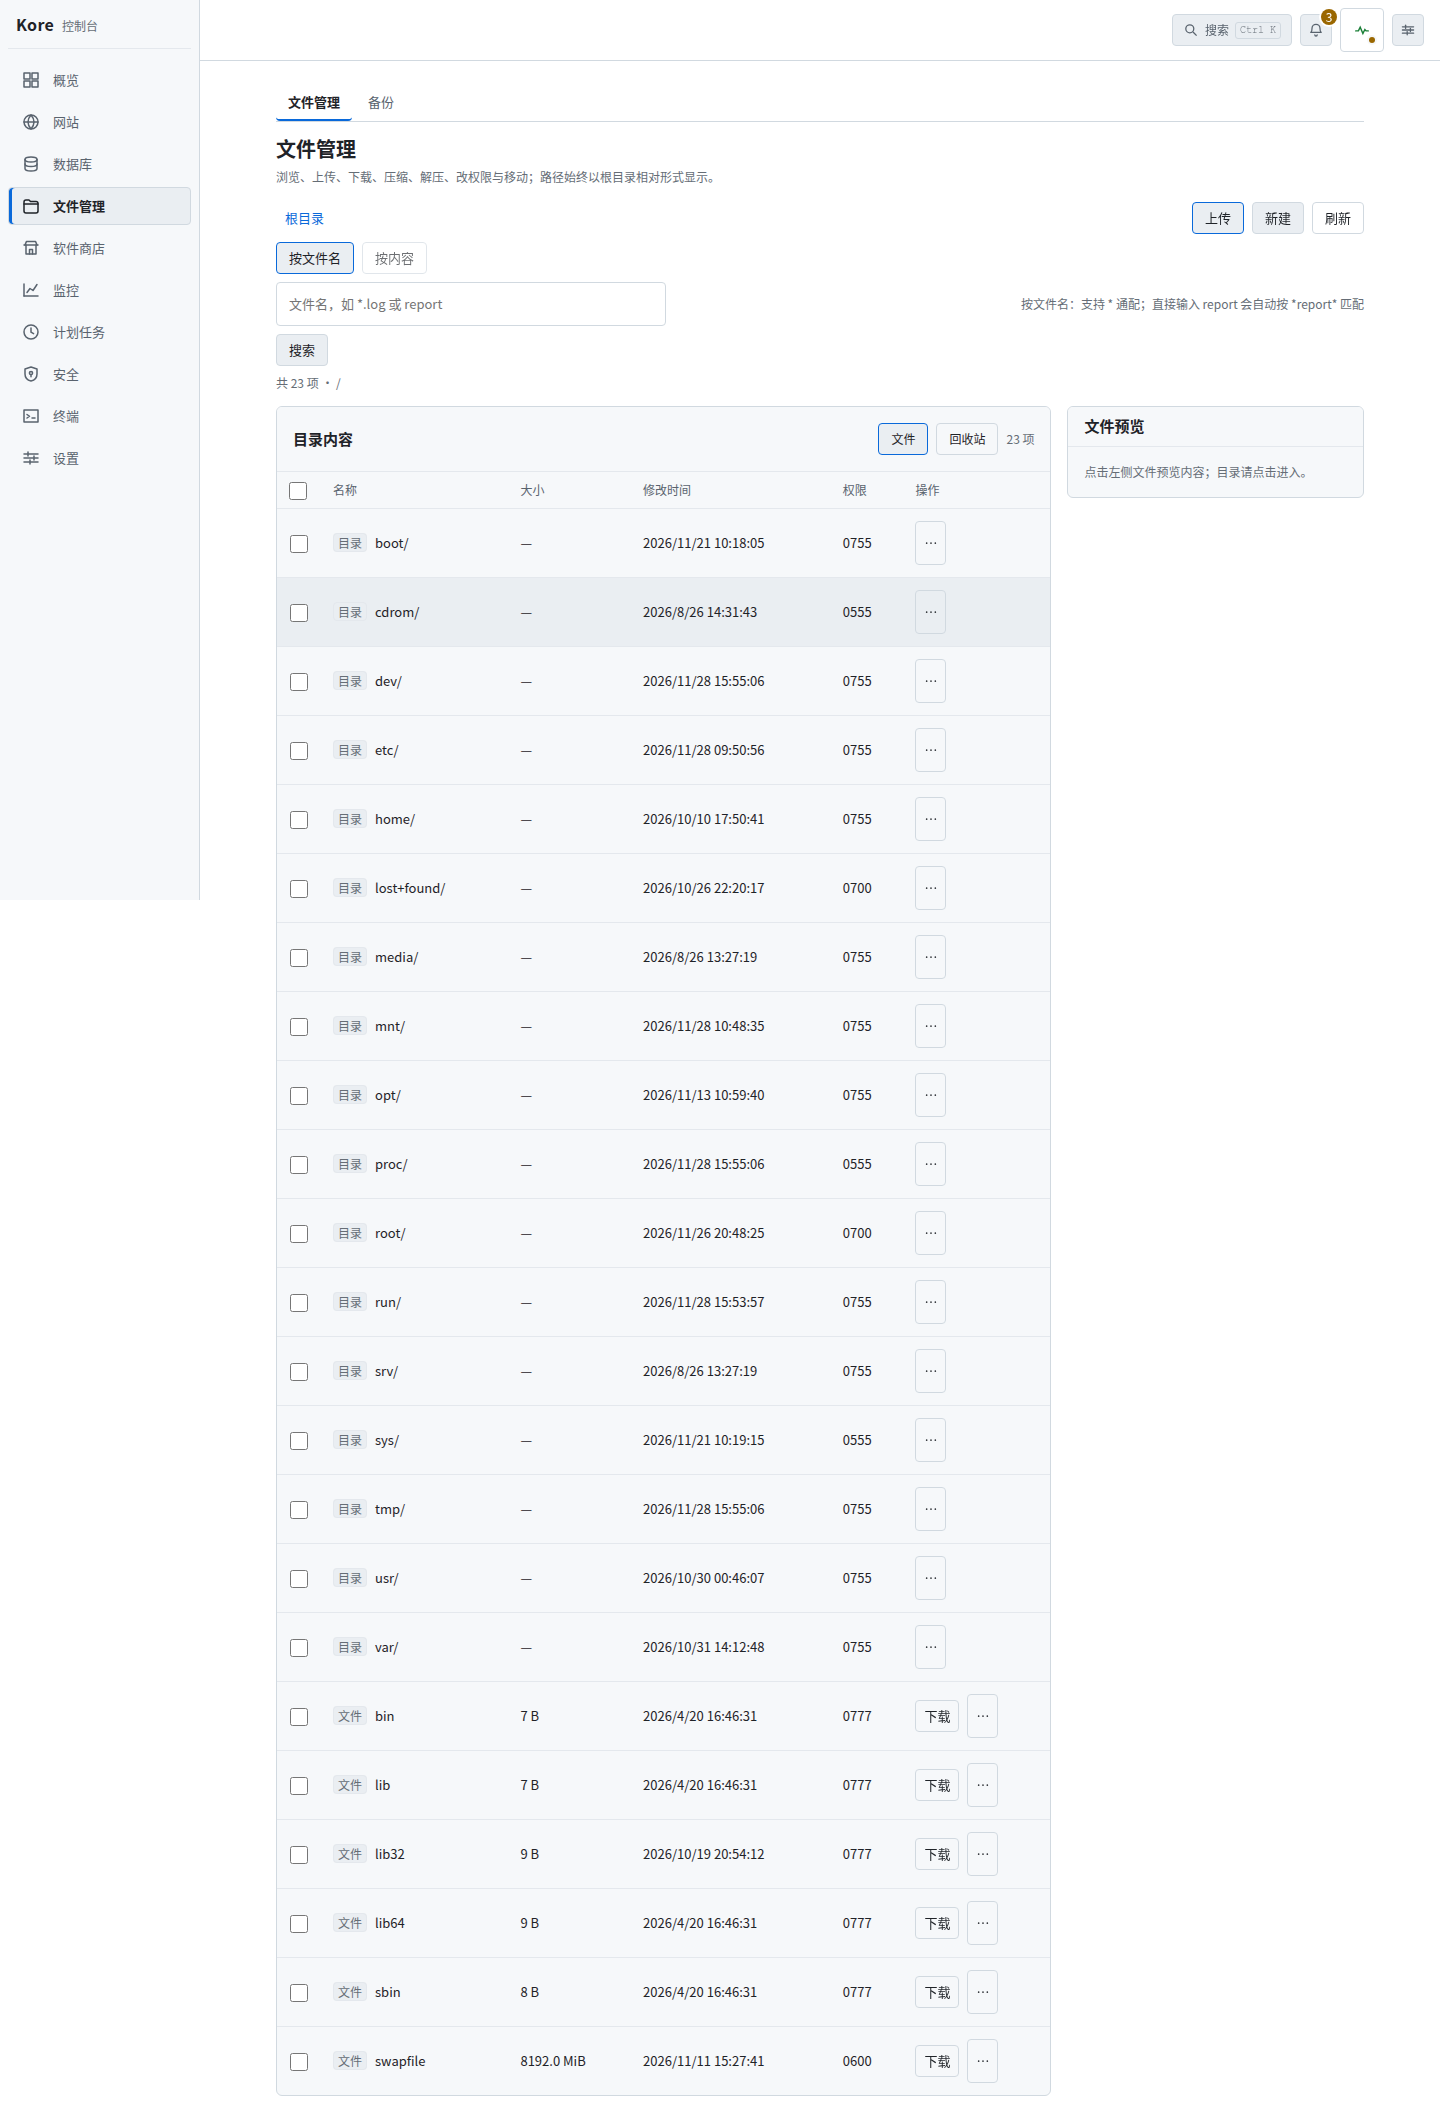 Kore 控制台
搜索 Ctrl K
3
概览
网站
数据库
文件管理
软件商店
监控
计划任务
安全
终端
设置
文件管理 备份
文件管理
浏览、上传、下载、压缩、解压、改权限与移动；路径始终以根目录相对形式显示。
根目录 上传 新建 刷新
按文件名 按内容
文件名，如 *.log 或 report 按文件名：支持 * 通配；直接输入 report 会自动按 *report* 匹配
搜索
共 23 项 · /
目录内容 文件 回收站 23 项
名称 大小 修改时间 权限 操作
目录 boot/ — 2026/11/21 10:18:05 0755 ...
目录 cdrom/ — 2026/8/26 14:31:43 0555 ...
目录 dev/ — 2026/11/28 15:55:06 0755 ...
目录 etc/ — 2026/11/28 09:50:56 0755 ...
目录 home/ — 2026/10/10 17:50:41 0755 ...
目录 lost+found/ — 2026/10/26 22:20:17 0700 ...
目录 media/ — 2026/8/26 13:27:19 0755 ...
目录 mnt/ — 2026/11/28 10:48:35 0755 ...
目录 opt/ — 2026/11/13 10:59:40 0755 ...
目录 proc/ — 2026/11/28 15:55:06 0555 ...
目录 root/ — 2026/11/26 20:48:25 0700 ...
目录 run/ — 2026/11/28 15:53:57 0755 ...
目录 srv/ — 2026/8/26 13:27:19 0755 ...
目录 sys/ — 2026/11/21 10:19:15 0555 ...
目录 tmp/ — 2026/11/28 15:55:06 0755 ...
目录 usr/ — 2026/10/30 00:46:07 0755 ...
目录 var/ — 2026/10/31 14:12:48 0755 ...
文件 bin 7 B 2026/4/20 16:46:31 0777 下载 ...
文件 lib 7 B 2026/4/20 16:46:31 0777 下载 ...
文件 lib32 9 B 2026/10/19 20:54:12 0777 下载 ...
文件 lib64 9 B 2026/4/20 16:46:31 0777 下载 ...
文件 sbin 8 B 2026/4/20 16:46:31 0777 下载 ...
文件 swapfile 8192.0 MiB 2026/11/11 15:27:41 0600 下载 ...
文件预览
点击左侧文件预览内容；目录请点击进入。